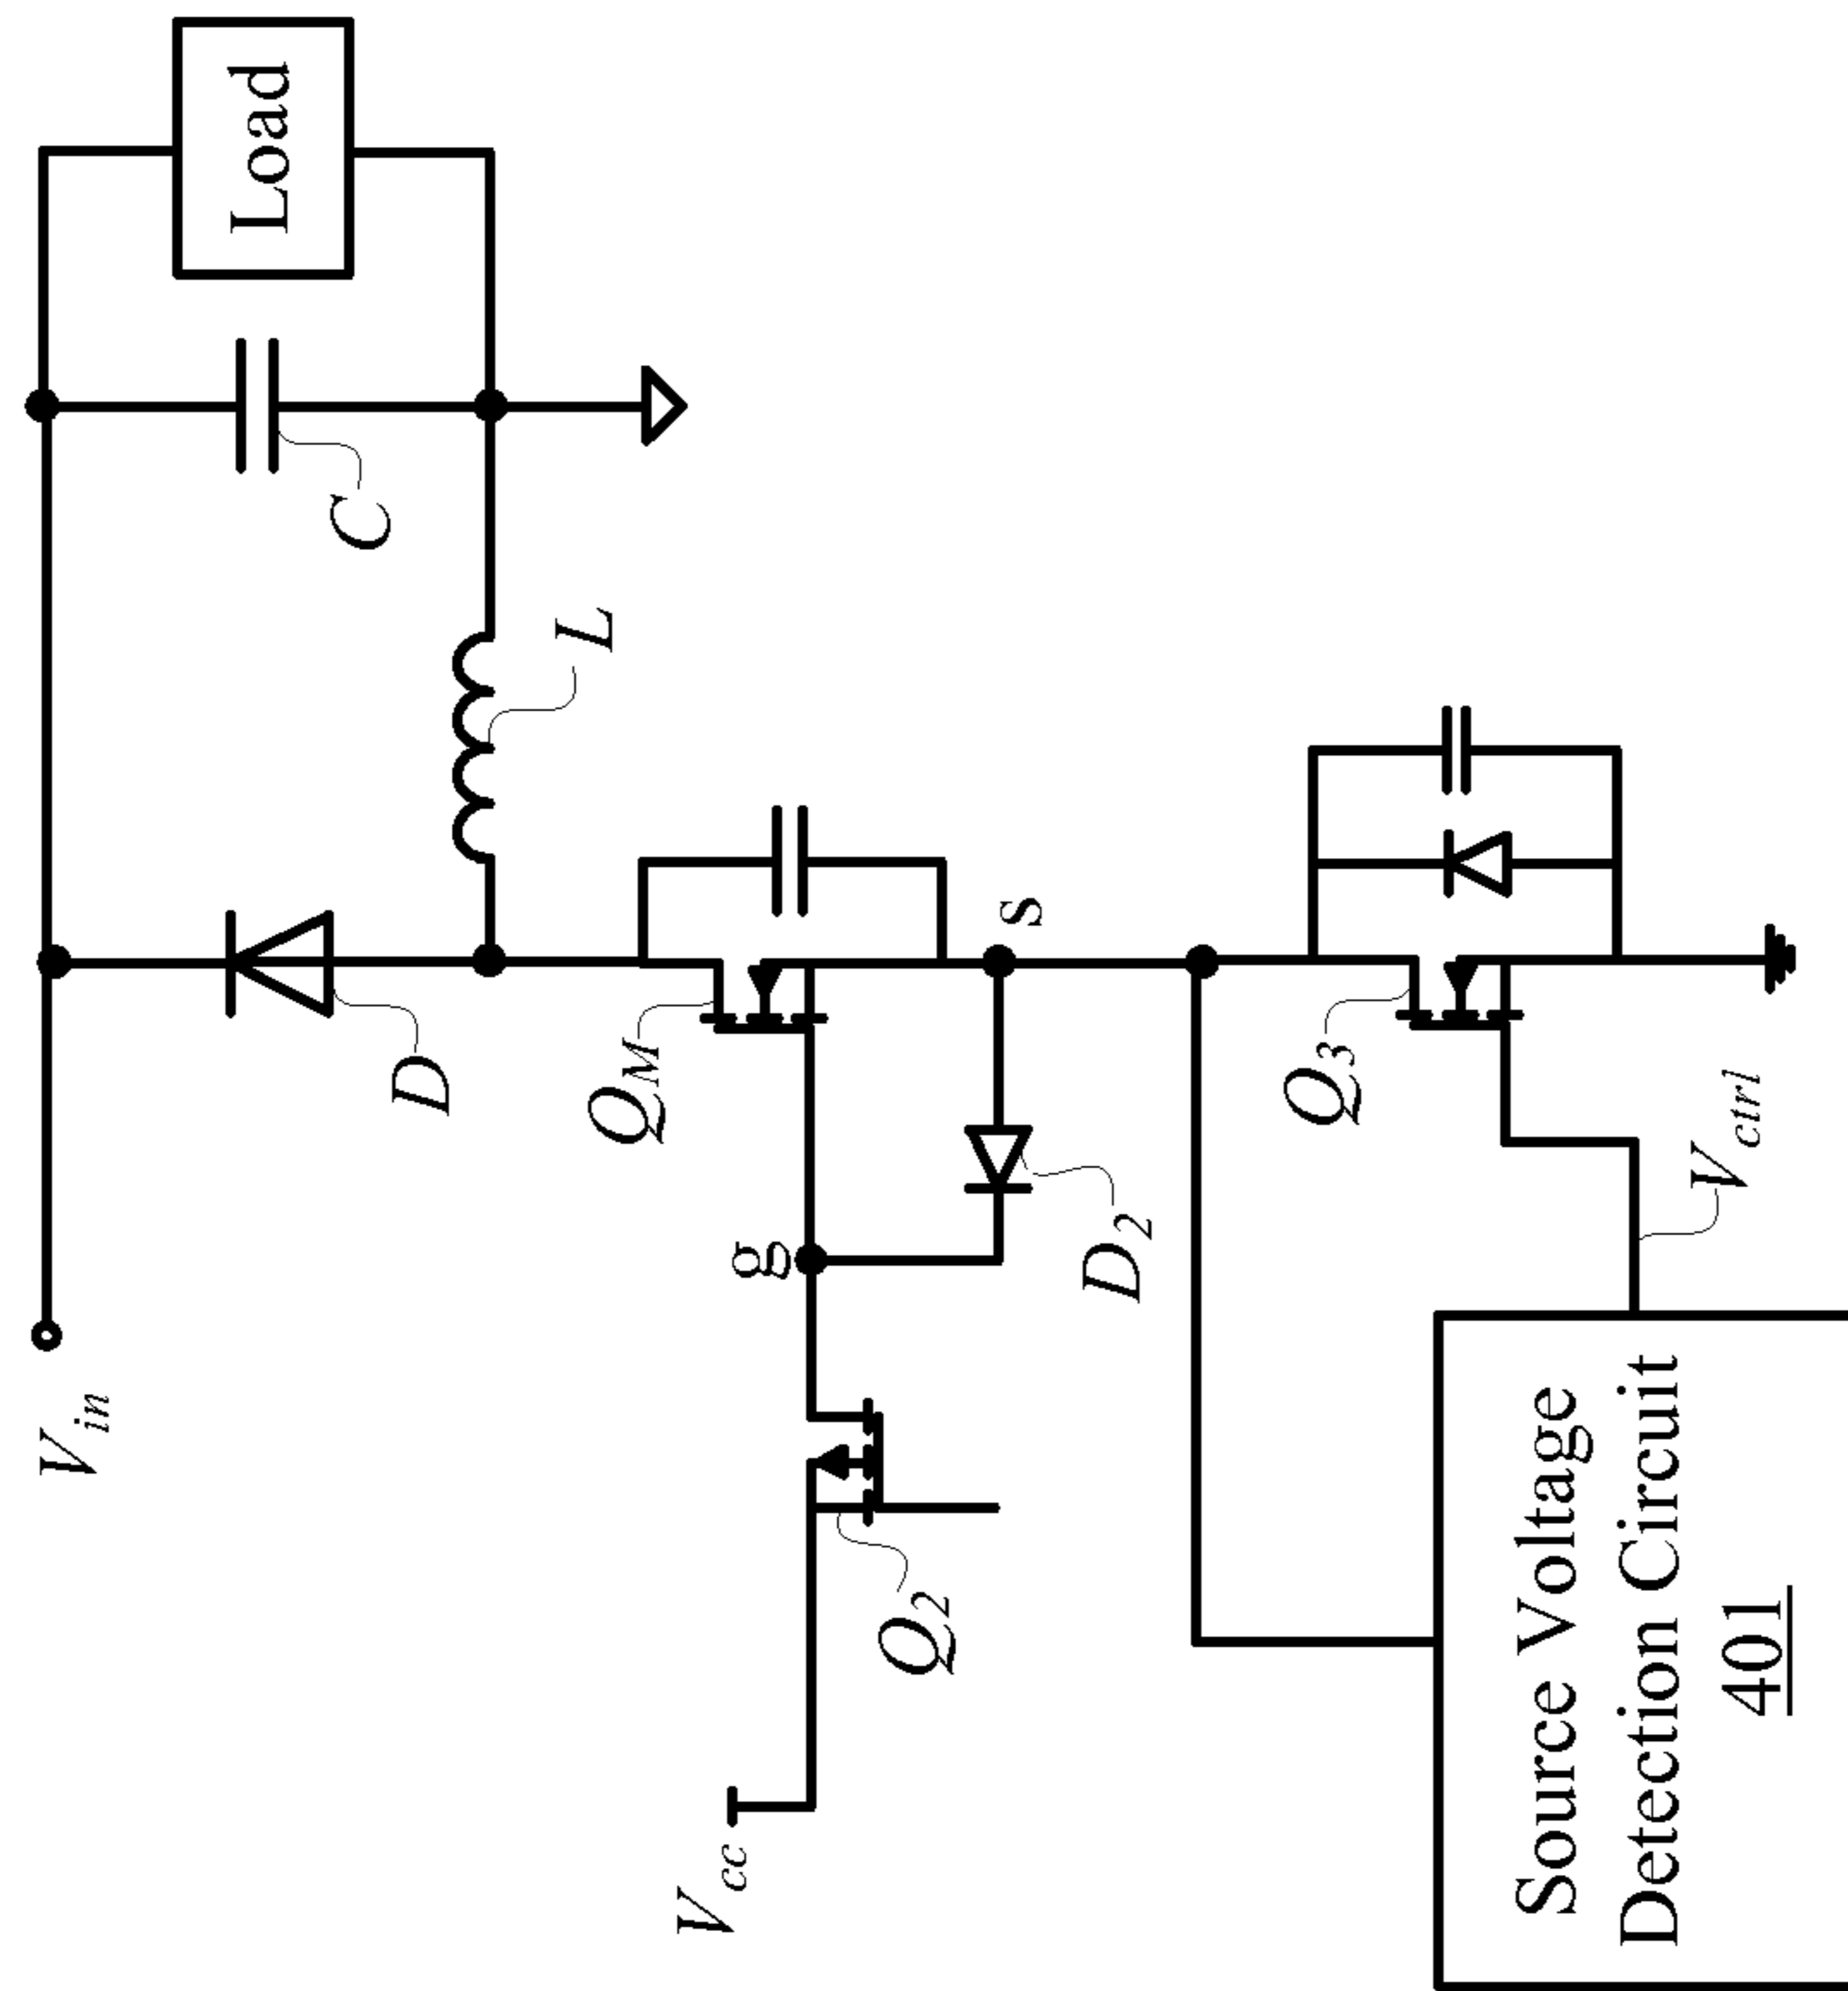 Load
C
L
D
V_in
Q_M
s
g
D_2
Q_2
V_cc
Q_3
V_ctrl
Source Voltage
Detection Circuit
401